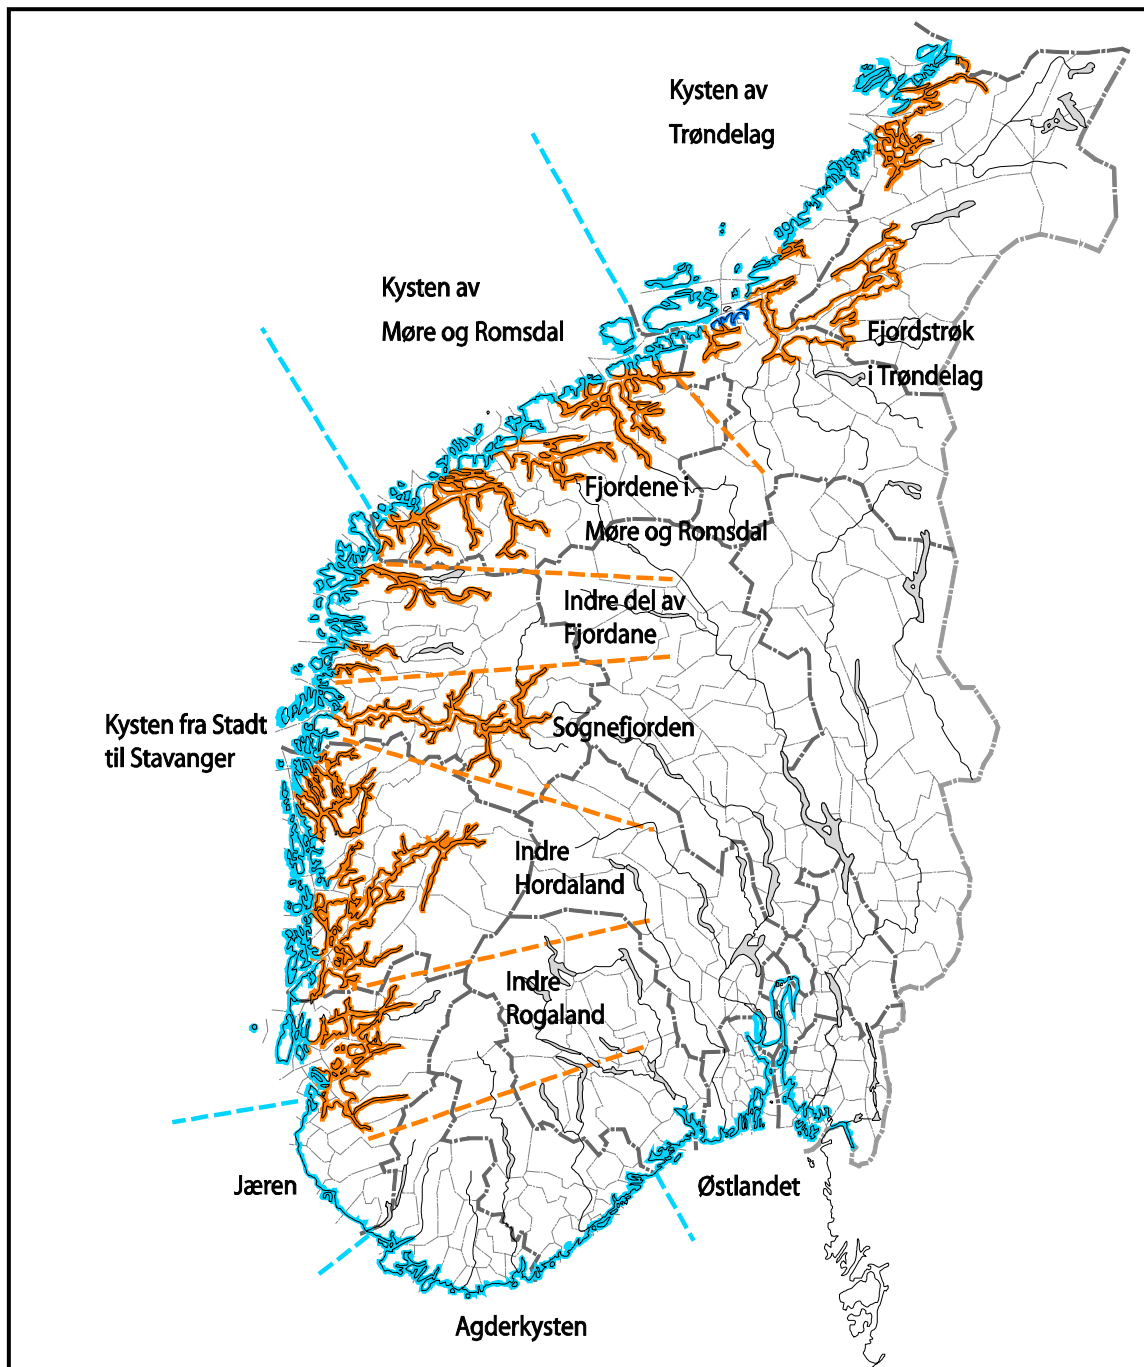 Kysten av
Trøndelag
Kysten av
Møre og Romsdal
Fjordstrøk
i Trøndelag
Fjordene i
Møre og Romsdal
Indre del av
Fjordane
Kysten fra Stadt
til Stavanger
Sognefjorden
Indre
Hordaland
Indre
Rogaland
Jæren
Østlandet
Agderkysten